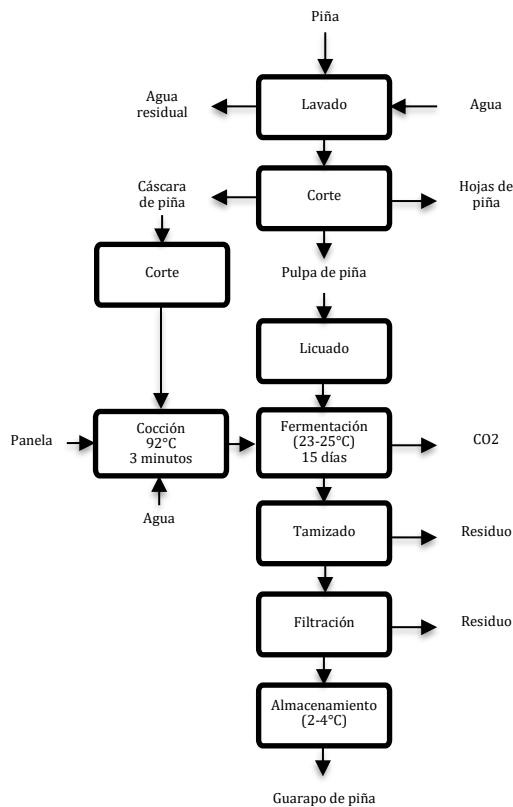 Piña
Agua
residual
Lavado
Agua
Cáscara
de piña
Corte
Hojas de
piña
Corte
Pulpa de piña
Licuado
Panela
Cocción
92°C
3 minutos
Fermentación
(23-25°C)
15 días
CO2
Agua
Tamizado
Residuo
Filtración
Residuo
Almacenamiento
(2-4°C)
Guarapo de piña